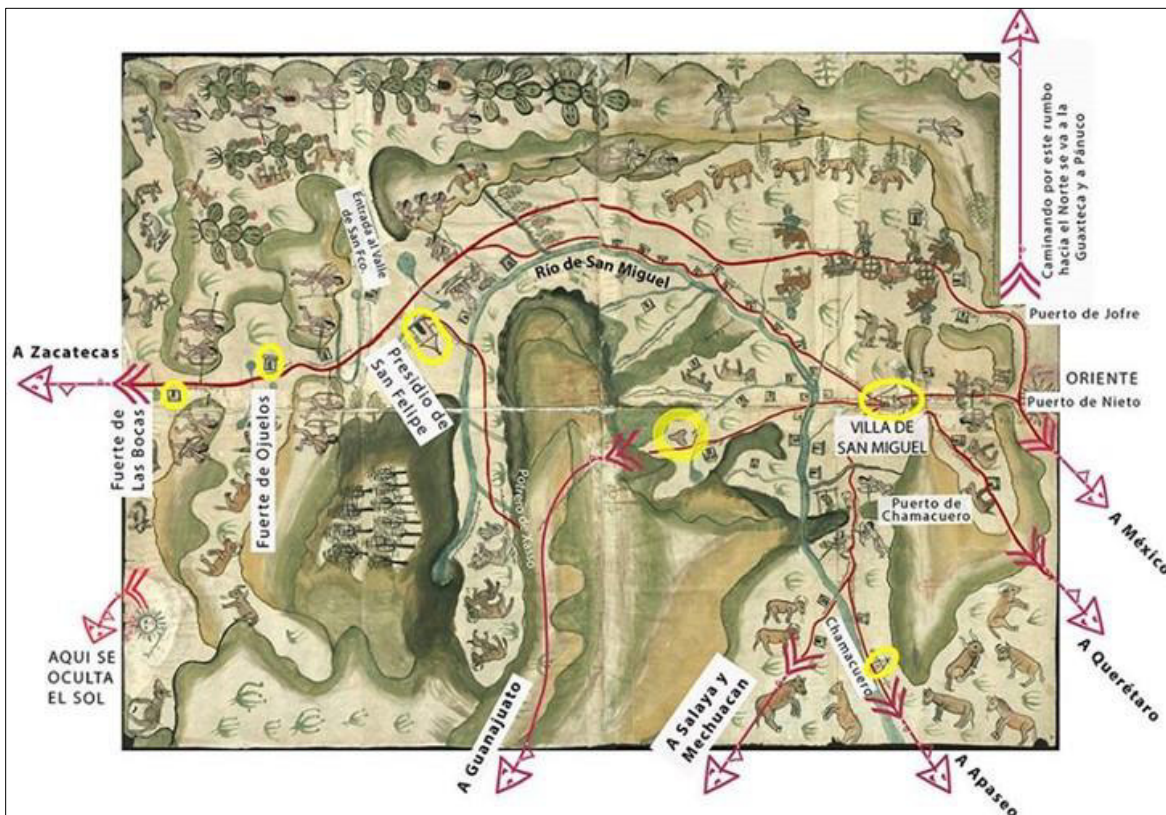 Caminando por este rumbo
hacia el Norte se va a la
Guaxteca y a Pánuco
Entrada al Valle
de San Fco.
Río de San Miguel
Puerto de Jofre
A Zacatecas
ORIENTE
Puerto de Nieto
Presidio de
San Felipe
VILLA DE
SAN MIGUEL
Fuerte de
Las Bocas
Fuerte de Ojuelos
Puerto de
Chamacuero
A México
AQUI SE
OCULTA
EL SOL
Chamacuero
A Querétaro
A Guanajuato
A Salaya y
Mechuacan
A Apaseo